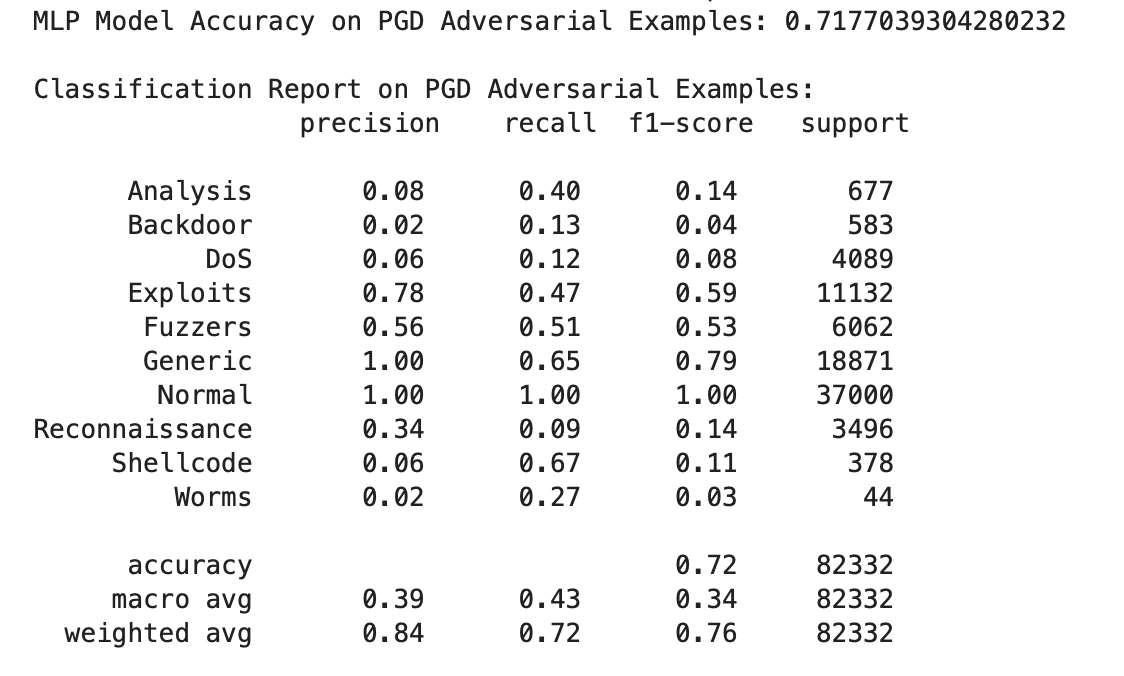 MLP Model Accuracy on PGD Adversarial Examples: 0.7177039304280232
Classification Report on PGD Adversarial Examples:
precision recall f1-score support
Analysis 0.08 0.40 0.14 677
Backdoor 0.02 0.13 0.04 583
DoS 0.06 0.12 0.08 4089
Exploits 0.78 0.47 0.59 11132
Fuzzers 0.56 0.51 0.53 6062
Generic 1.00 0.65 0.79 18871
Normal 1.00 1.00 1.00 37000
Reconnaissance 0.34 0.09 0.14 3496
Shellcode 0.06 0.67 0.11 378
Worms 0.02 0.27 0.03 44
accuracy 0.72 82332
macro avg 0.39 0.43 0.34 82332
weighted avg 0.84 0.72 0.76 82332